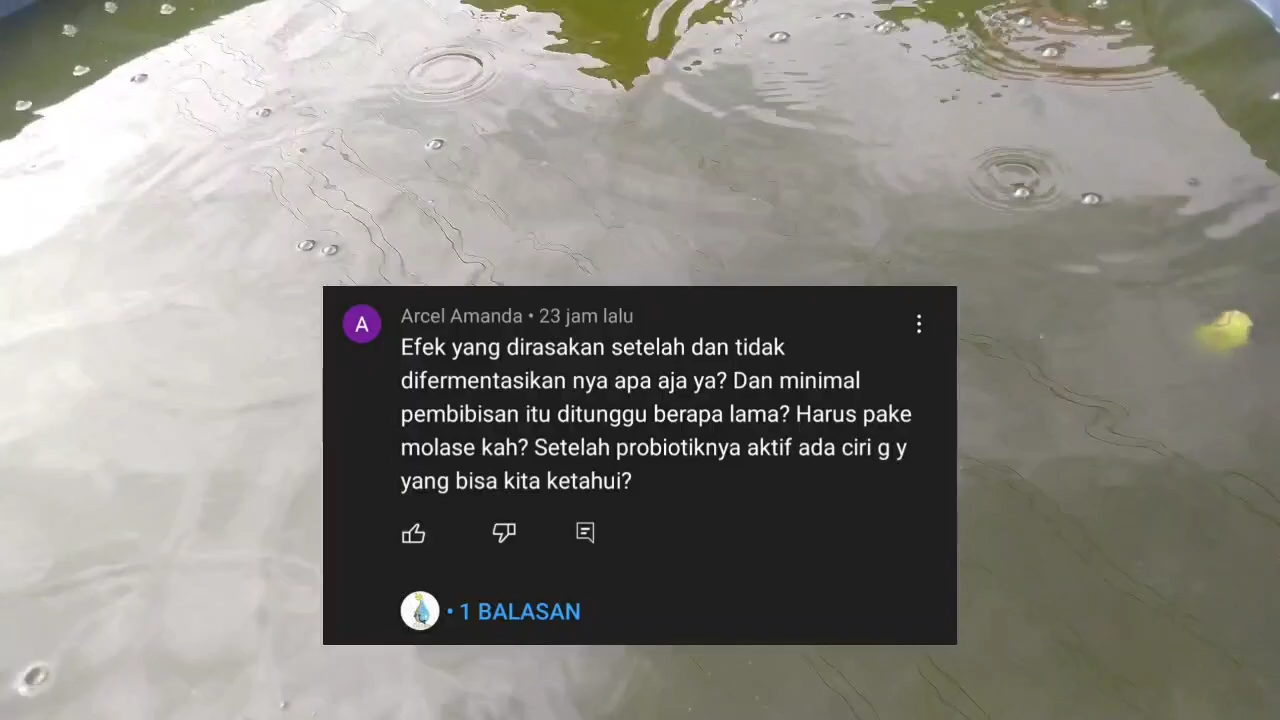 A
Arcel Amanda • 23 jam lalu
Efek yang dirasakan setelah dan tidak
difermentasikan nya apa aja ya? Dan minimal
pembibisan itu ditunggu berapa lama? Harus pake
molase kah? Setelah probiotiknya aktif ada ciri g y
yang bisa kita ketahui?
• 1 BALASAN